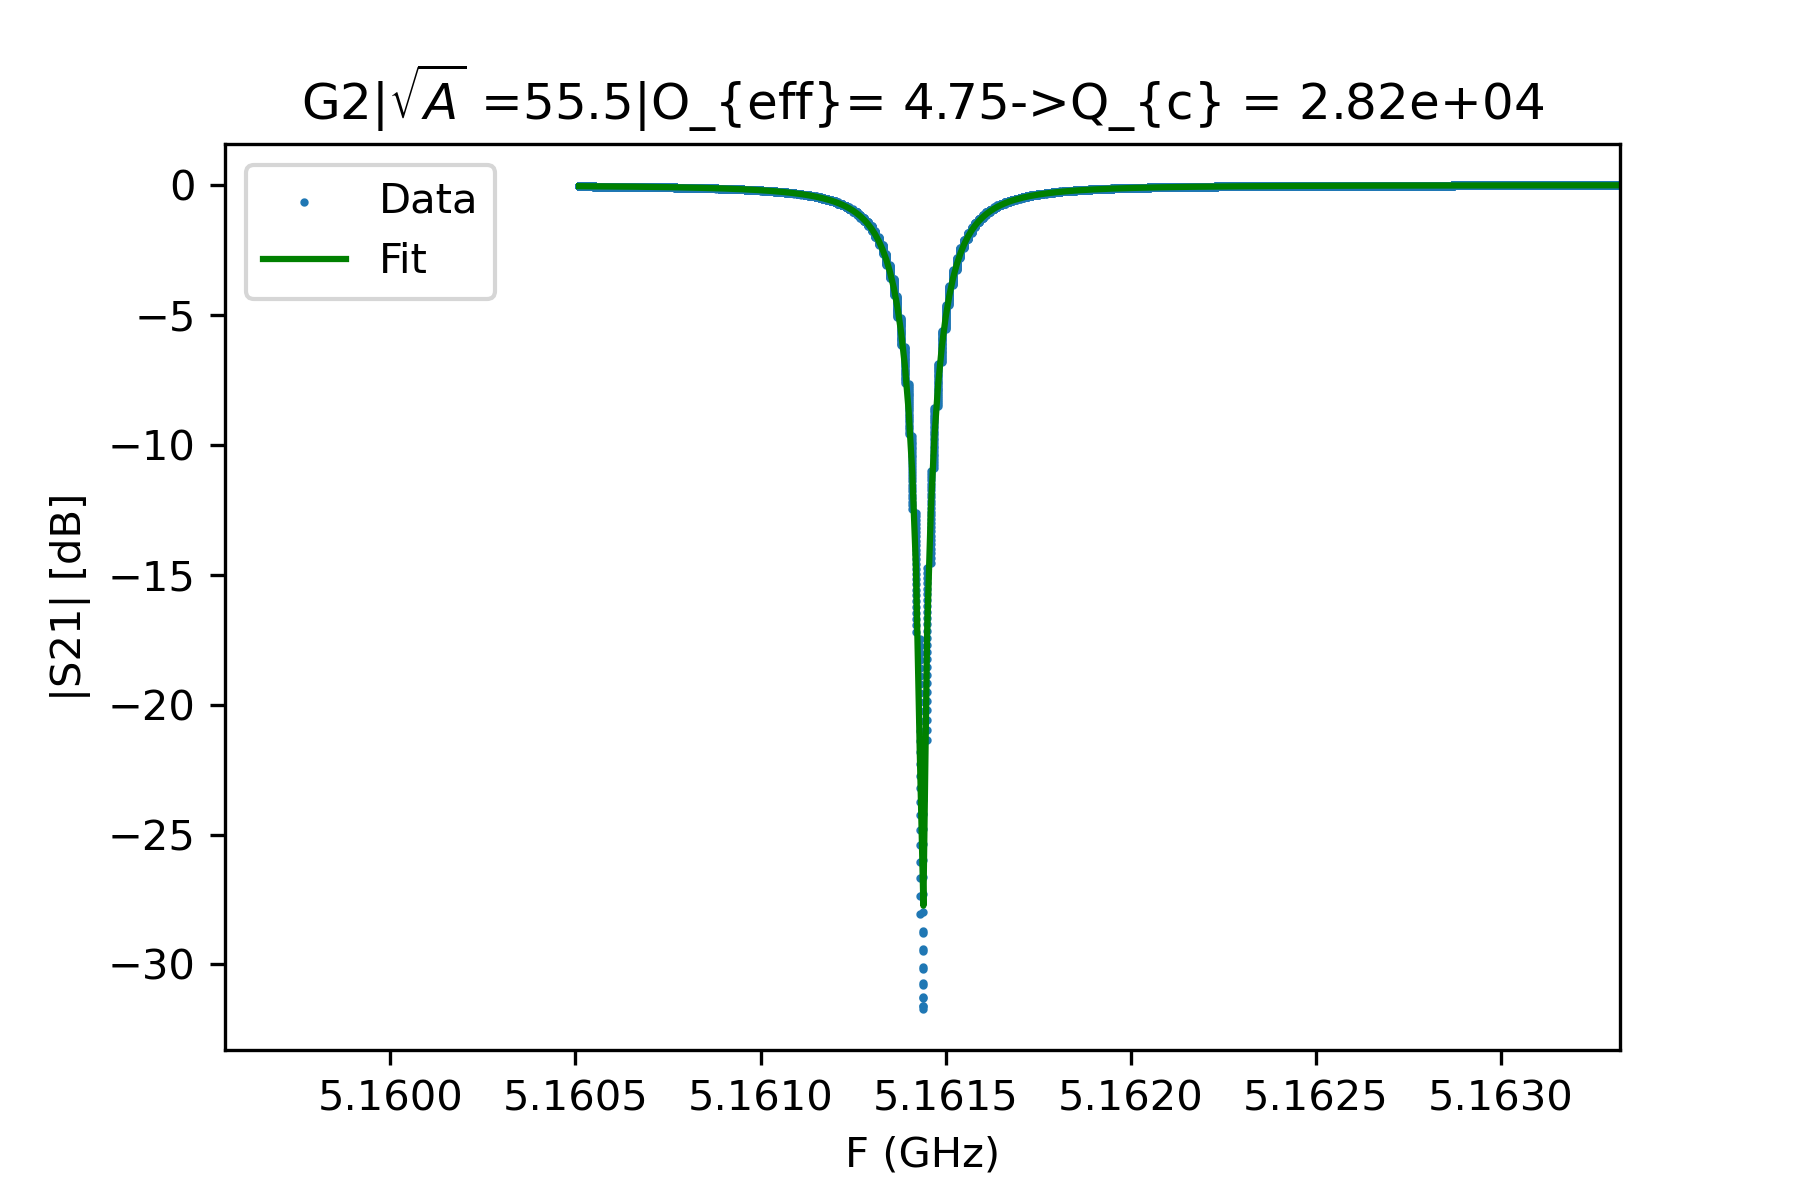 G2|√A =55.5|O_{eff}= 4.75->Q_{c} = 2.82e+04
Data
Fit
0
−5
−10
−15
−20
−25
−30
|S21| [dB]
5.1600 5.1605 5.1610 5.1615 5.1620 5.1625 5.1630
F (GHz)